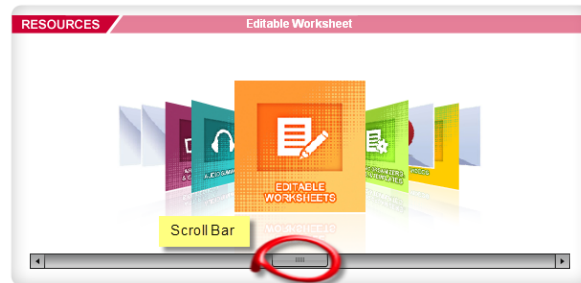 RESOURCES
Editable Worksheet
EDITABLE
WORKSHEETS
Scroll Bar